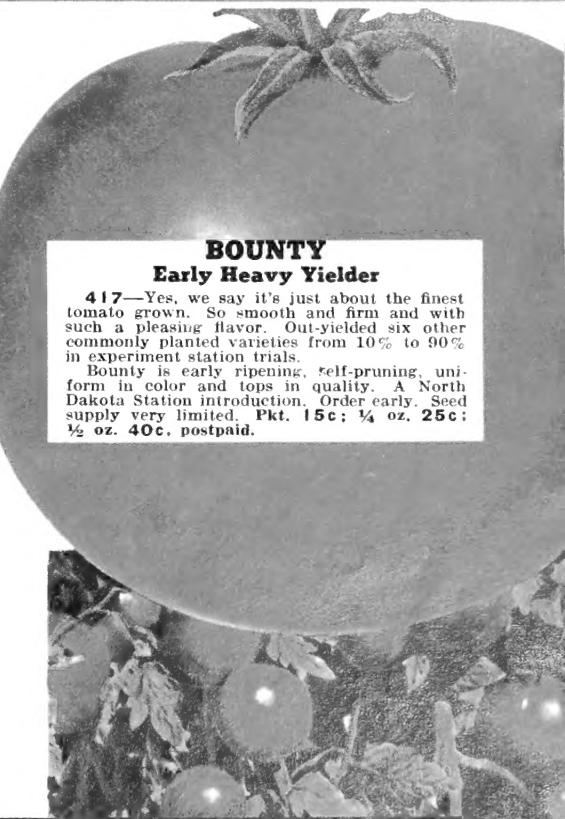 BOUNTY
Early Heavy Yielder
417—Yes, we say it's just about the finest
tomato grown. So smooth and firm and with
such a pleasing flavor. Out-yielded six other
commonly planted varieties from 10% to 90%
in experiment station trials.
Bounty is early ripening, self-pruning, uni-
form in color and tops in quality. A North
Dakota Station introduction. Order early. Seed
supply very limited. Pkt. 15c; ¼ oz. 25c;
½ oz. 40c, postpaid.